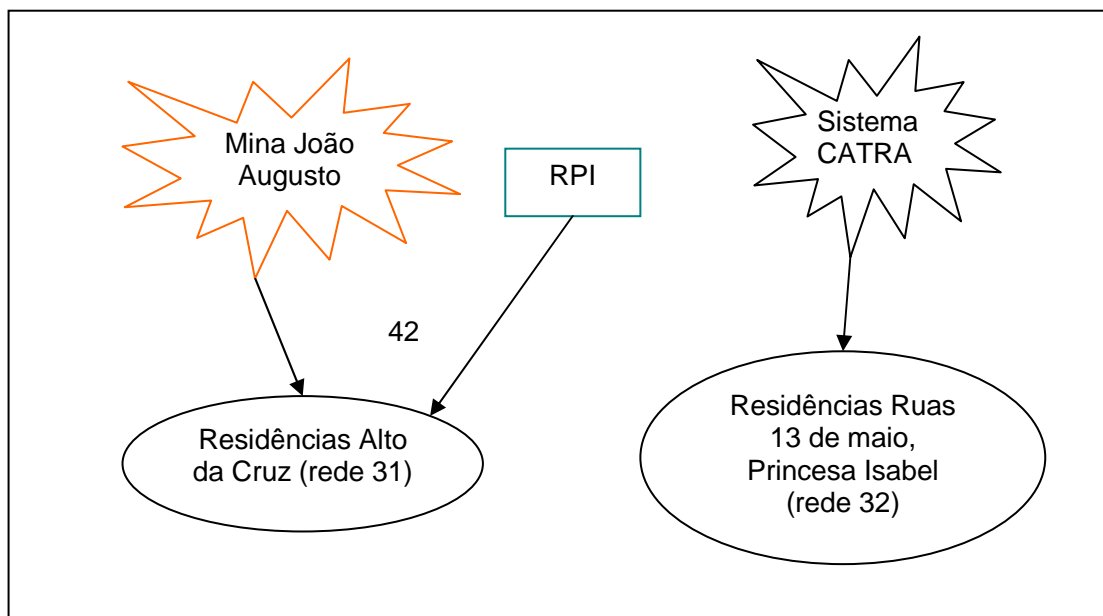 Mina João
Augusto
RPI
Sistema
CATRA
42
Residências Alto
da Cruz (rede 31)
Residências Ruas
13 de maio,
Princesa Isabel
(rede 32)